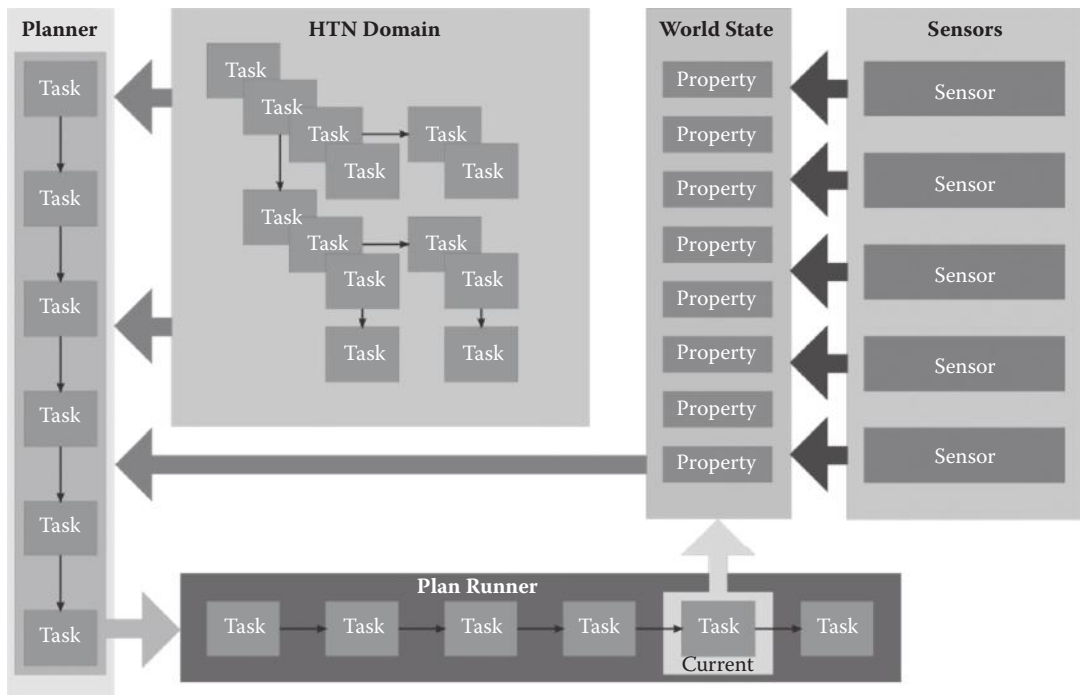 Planner
Task
Task
Task
Task
Task
Task
HTN Domain
Task
Task
Task
Task
Task
Task
Task
Task
Task
Task
Task
Task
Task
World State
Property
Property
Property
Property
Property
Property
Property
Property
Sensors
Sensor
Sensor
Sensor
Sensor
Sensor
Plan Runner
Task
Task
Task
Task
Task
Task
Current